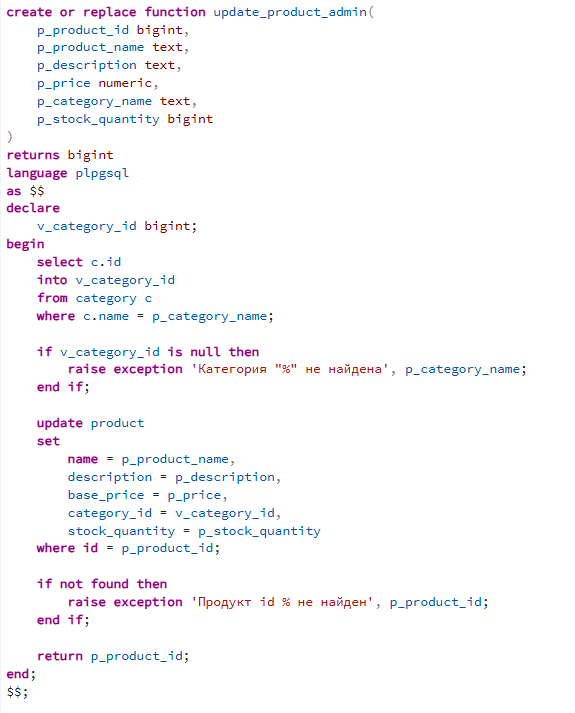 create or replace function update_product_admin(
    p_product_id bigint,
    p_product_name text,
    p_description text,
    p_price numeric,
    p_category_name text,
    p_stock_quantity bigint
)
returns bigint
language plpgsql
as $$
declare
    v_category_id bigint;
begin
    select c.id
    into v_category_id
    from category c
    where c.name = p_category_name;

    if v_category_id is null then
        raise exception 'Категория "%" не найдена', p_category_name;
    end if;

    update product
    set
        name = p_product_name,
        description = p_description,
        base_price = p_price,
        category_id = v_category_id,
        stock_quantity = p_stock_quantity
    where id = p_product_id;

    if not found then
        raise exception 'Продукт id % не найден', p_product_id;
    end if;

    return p_product_id;
end;
$$;